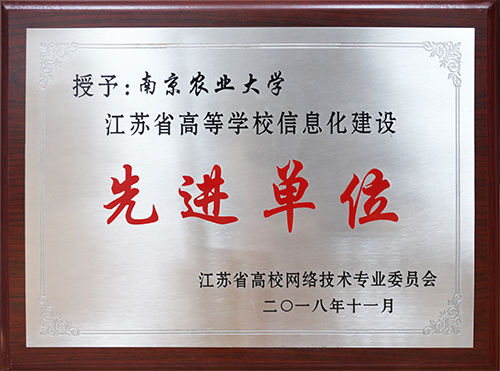 授予：南京农业大学
江苏省高等学校信息化建设
先进单位
江苏省高校网络技术专业委员会
二〇一八年十一月